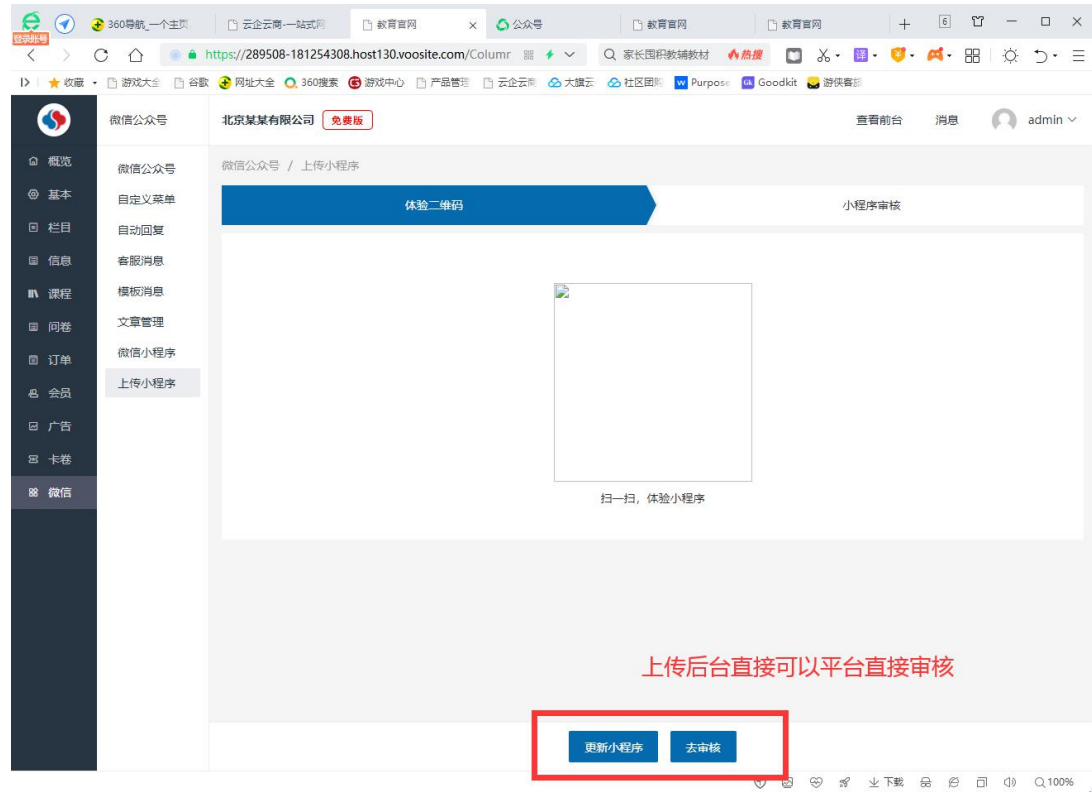 360导航_一个主页
云企云商-一站式网
教育官网
公众号
教育官网
教育官网
6
登录账号
https://289508-181254308.host130.voosite.com/Columr
家长囤积教辅教材
热搜
译
收藏
游戏大全
谷歌
网址大全
360搜索
游戏中心
产品管理
云企云商
大旗云
社区团购
Purpose
Goodkit
游侠客
微信公众号
北京某某有限公司
免费版
查看前台
消息
admin
概览
基本
栏目
信息
课程
问卷
订单
会员
广告
卡卷
微信
微信公众号
自定义菜单
自动回复
客服消息
模板消息
文章管理
微信小程序
上传小程序
微信公众号 / 上传小程序
体验二维码
小程序审核
扫一扫，体验小程序
上传后台直接可以平台直接审核
更新小程序
去审核
下载
100%